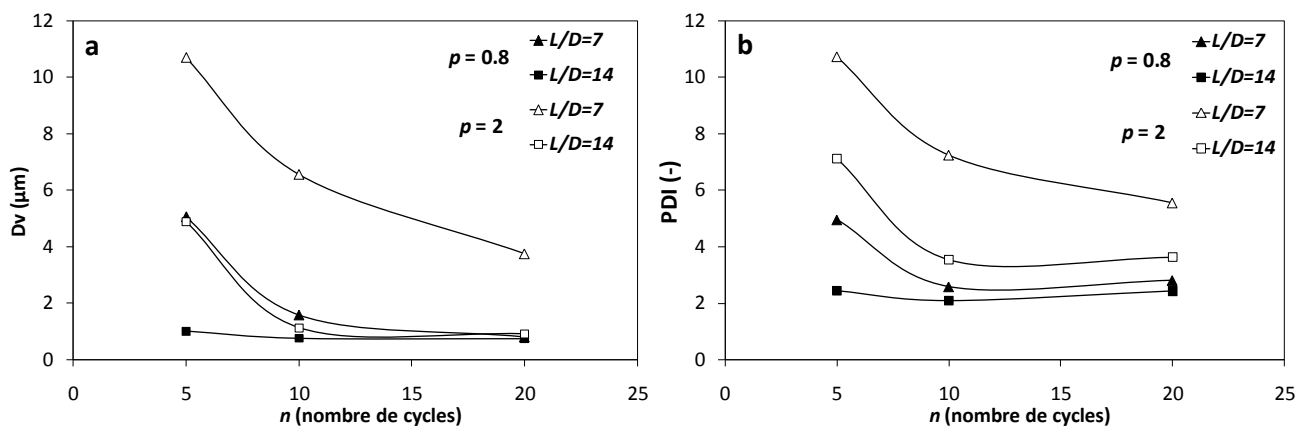 a
Dv (µm)
12
10
8
6
4
2
0
0 5 10 15 20 25
n (nombre de cycles)
p = 0.8
p = 2
L/D=7
L/D=14
L/D=7
L/D=14
b
PDI (-)
12
10
8
6
4
2
0
0 5 10 15 20 25
n (nombre de cycles)
p = 0.8
p = 2
L/D=7
L/D=14
L/D=7
L/D=14